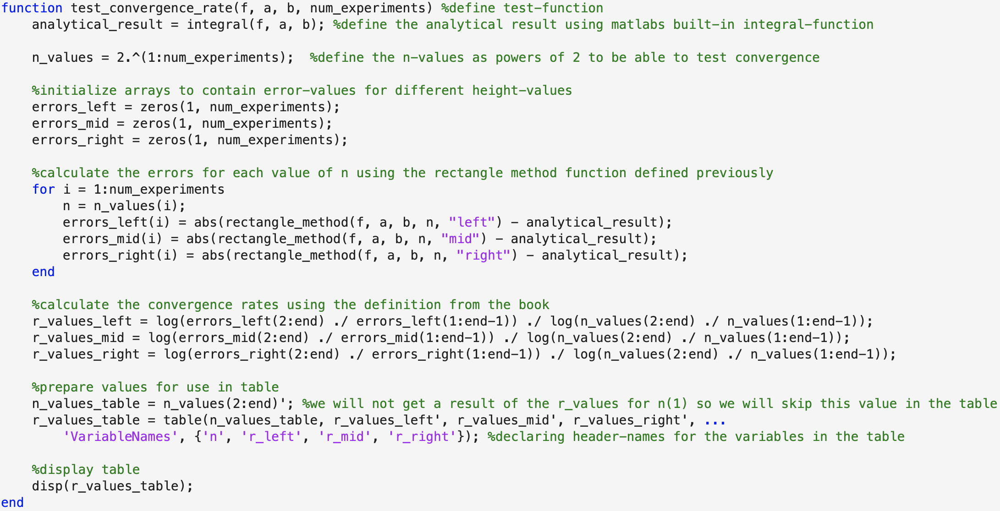 function test_convergence_rate(f, a, b, num_experiments) %define test-function
    analytical_result = integral(f, a, b); %define the analytical result using matlabs built-in integral-function
    n_values = 2.^(1:num_experiments);  %define the n-values as powers of 2 to be able to test convergence
    %initialize arrays to contain error-values for different height-values
    errors_left = zeros(1, num_experiments);
    errors_mid = zeros(1, num_experiments);
    errors_right = zeros(1, num_experiments);
    %calculate the errors for each value of n using the rectangle method function defined previously
    for i = 1:num_experiments
        n = n_values(i);
        errors_left(i) = abs(rectangle_method(f, a, b, n, "left") - analytical_result);
        errors_mid(i) = abs(rectangle_method(f, a, b, n, "mid") - analytical_result);
        errors_right(i) = abs(rectangle_method(f, a, b, n, "right") - analytical_result);
    end
    %calculate the convergence rates using the definition from the book
    r_values_left = log(errors_left(2:end) ./ errors_left(1:end-1)) ./ log(n_values(2:end) ./ n_values(1:end-1));
    r_values_mid = log(errors_mid(2:end) ./ errors_mid(1:end-1)) ./ log(n_values(2:end) ./ n_values(1:end-1));
    r_values_right = log(errors_right(2:end) ./ errors_right(1:end-1)) ./ log(n_values(2:end) ./ n_values(1:end-1));
    %prepare values for use in table
    n_values_table = n_values(2:end)'; %we will not get a result of the r_values for n(1) so we will skip this value in the table
    r_values_table = table(n_values_table, r_values_left', r_values_mid', r_values_right', ...
        'VariableNames', {'n', 'r_left', 'r_mid', 'r_right'}); %declaring header-names for the variables in the table
    %display table
    disp(r_values_table);
end